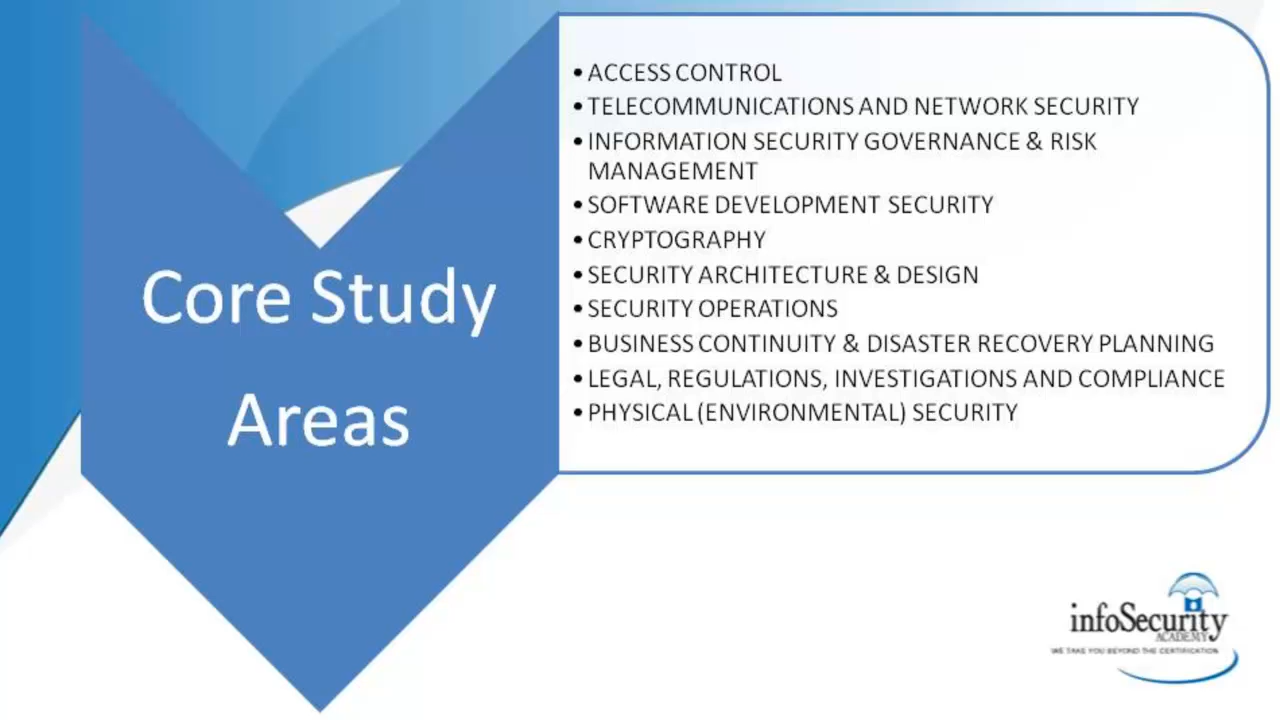 Core Study
Areas
• ACCESS CONTROL
• TELECOMMUNICATIONS AND NETWORK SECURITY
• INFORMATION SECURITY GOVERNANCE & RISK
MANAGEMENT
• SOFTWARE DEVELOPMENT SECURITY
• CRYPTOGRAPHY
• SECURITY ARCHITECTURE & DESIGN
• SECURITY OPERATIONS
• BUSINESS CONTINUITY & DISASTER RECOVERY PLANNING
• LEGAL, REGULATIONS, INVESTIGATIONS AND COMPLIANCE
• PHYSICAL (ENVIRONMENTAL) SECURITY
infoSecurity
ACADEMY
WE TAKE YOU BEYOND THE CERTIFICATION